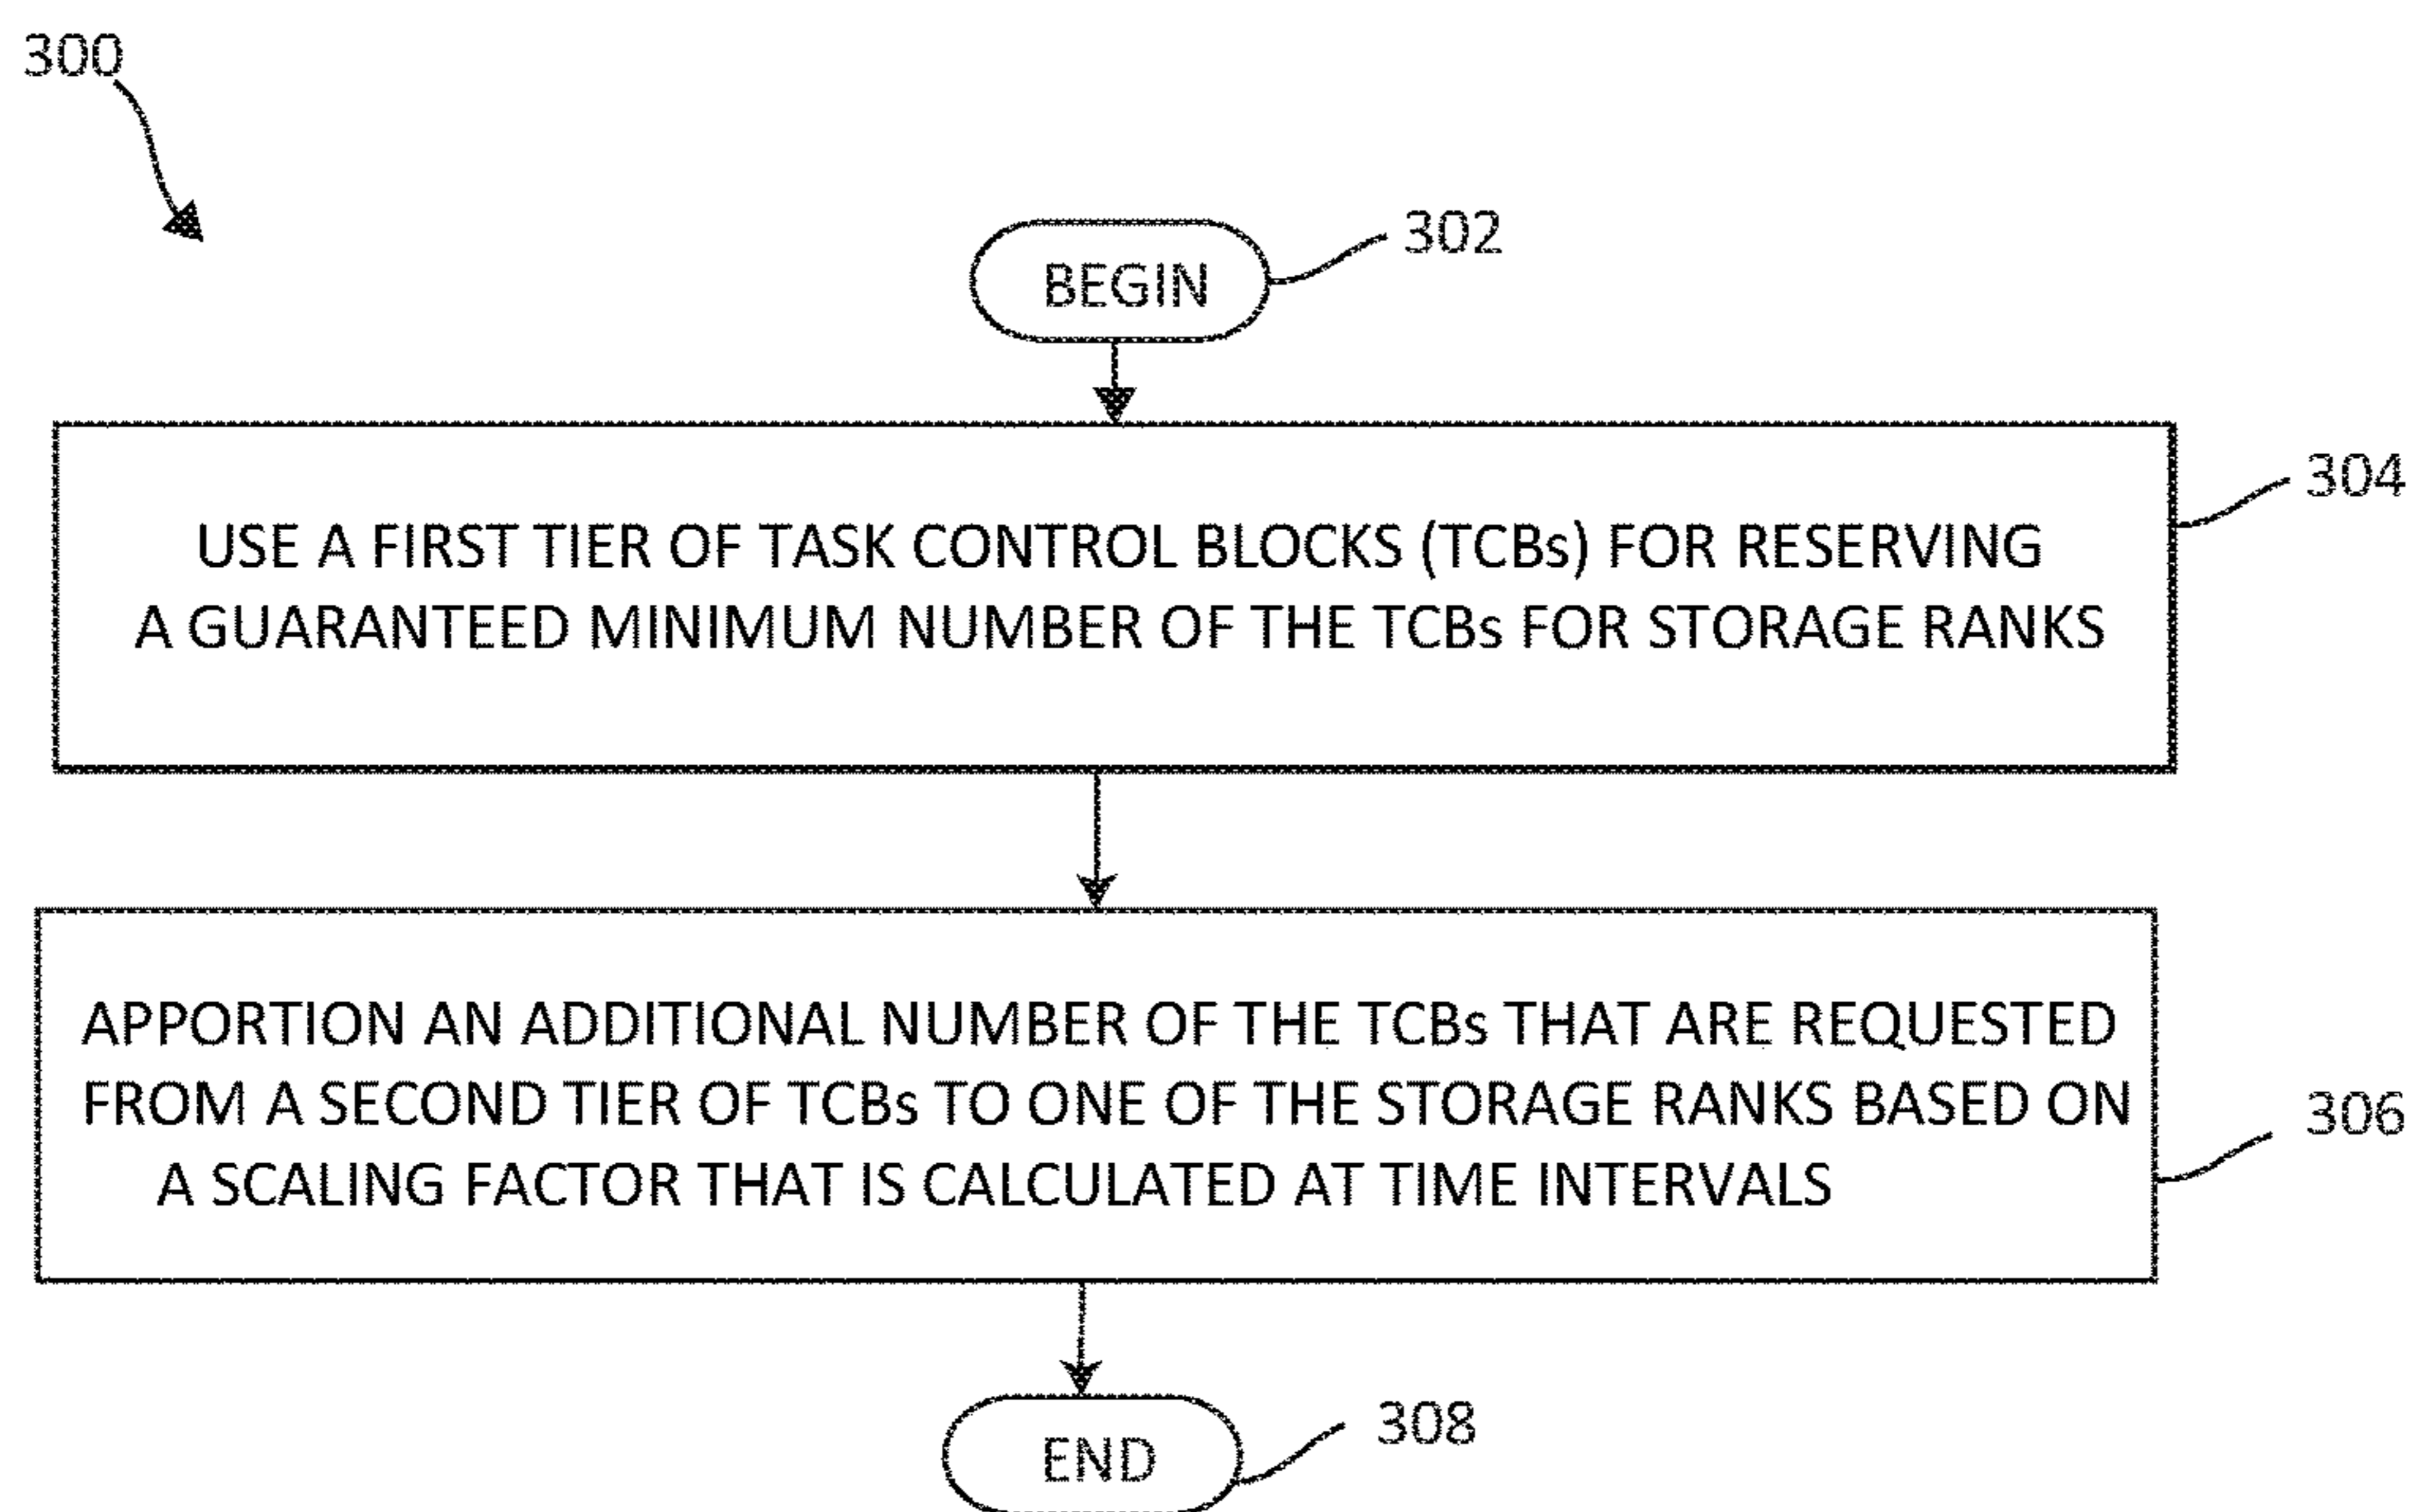 300
302
BEGIN
304
USE A FIRST TIER OF TASK CONTROL BLOCKS (TCBs) FOR RESERVING
A GUARANTEED MINIMUM NUMBER OF THE TCBs FOR STORAGE RANKS
APPORTION AN ADDITIONAL NUMBER OF THE TCBs THAT ARE REQUESTED
FROM A SECOND TIER OF TCBs TO ONE OF THE STORAGE RANKS BASED ON
306
A SCALING FACTOR THAT IS CALCULATED AT TIME INTERVALS
308
END